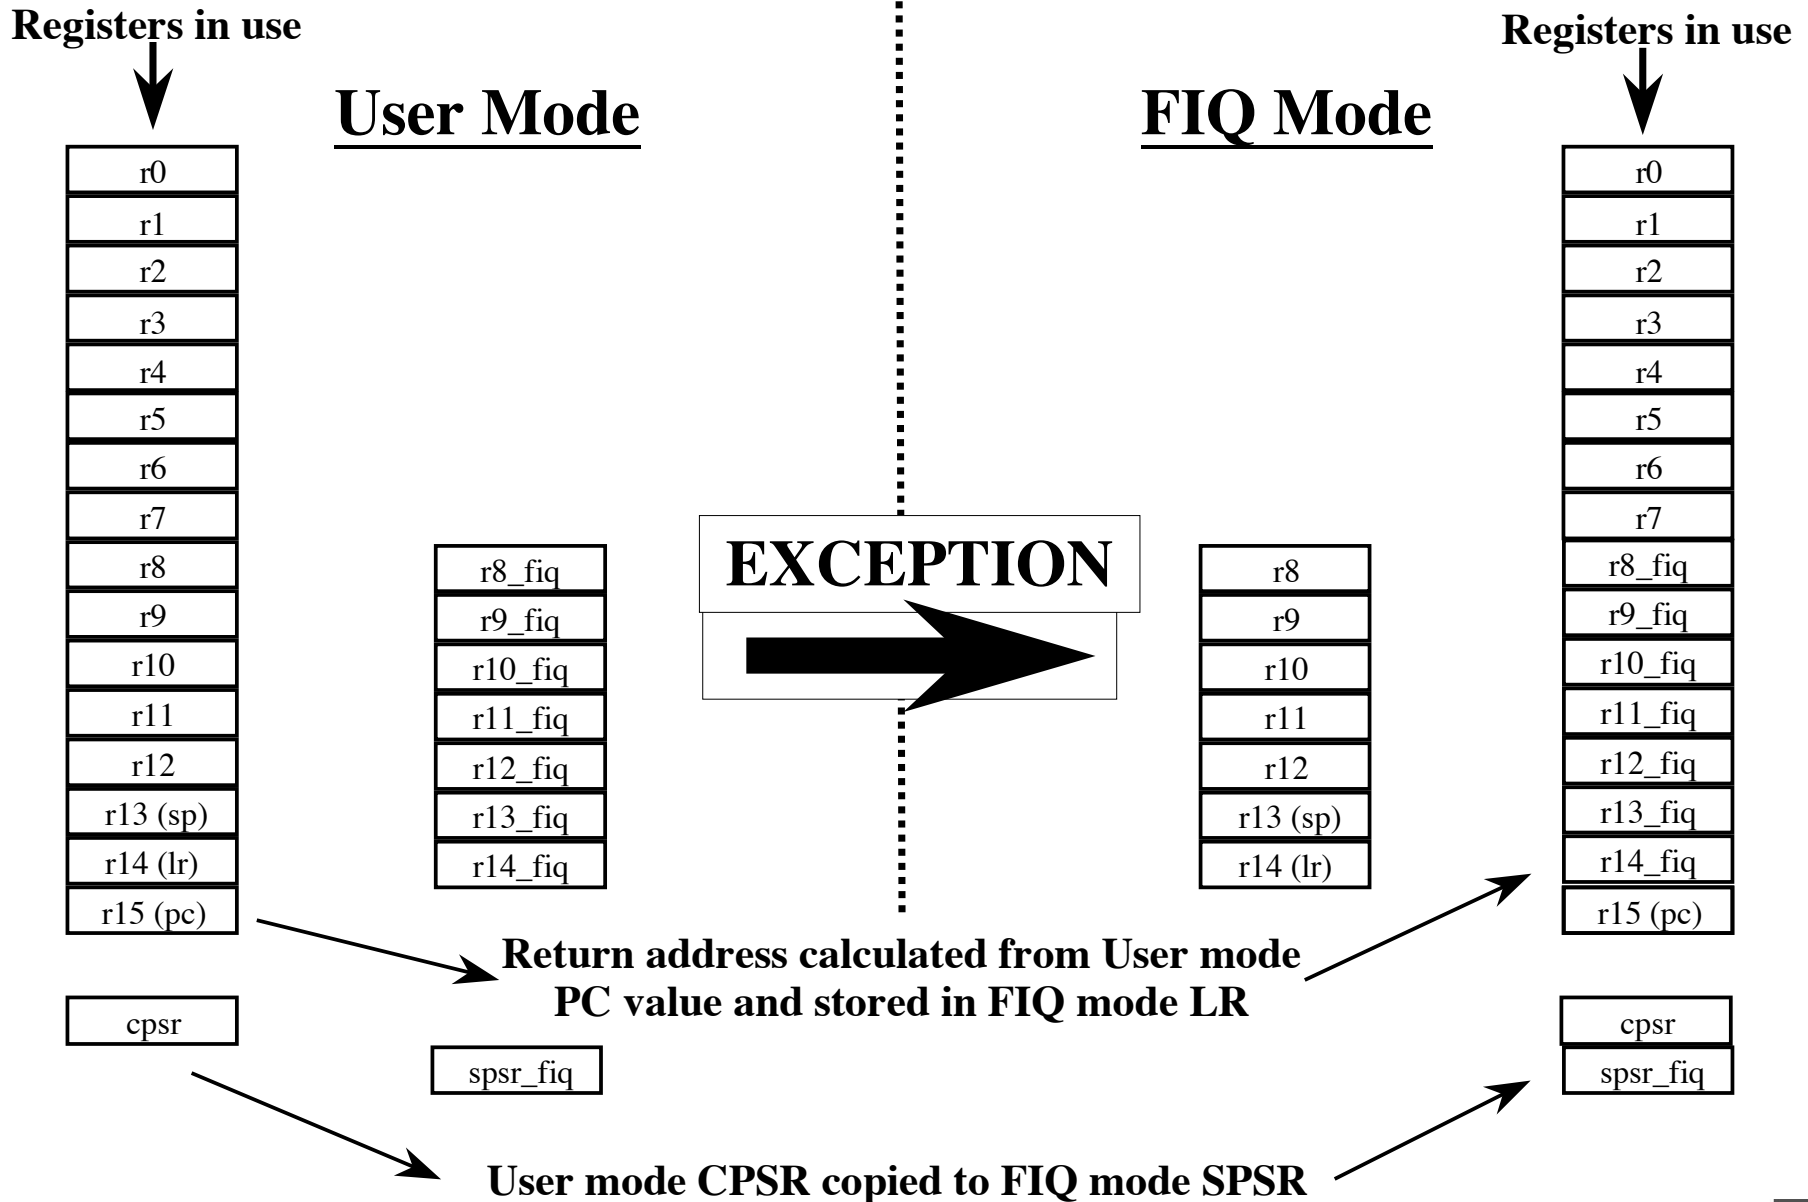 Registers in use
Registers in use
User Mode
FIQ Mode
r0
r1
r2
r3
r4
r5
r6
r7
r8
r9
r10
r11
r12
r13 (sp)
r14 (lr)
r15 (pc)
cpsr
r8_fiq
r9_fiq
r10_fiq
r11_fiq
r12_fiq
r13_fiq
r14_fiq
spsr_fiq
EXCEPTION
r8
r9
r10
r11
r12
r13 (sp)
r14 (lr)
r0
r1
r2
r3
r4
r5
r6
r7
r8_fiq
r9_fiq
r10_fiq
r11_fiq
r12_fiq
r13_fiq
r14_fiq
r15 (pc)
cpsr
spsr_fiq
Return address calculated from User mode
PC value and stored in FIQ mode LR
User mode CPSR copied to FIQ mode SPSR